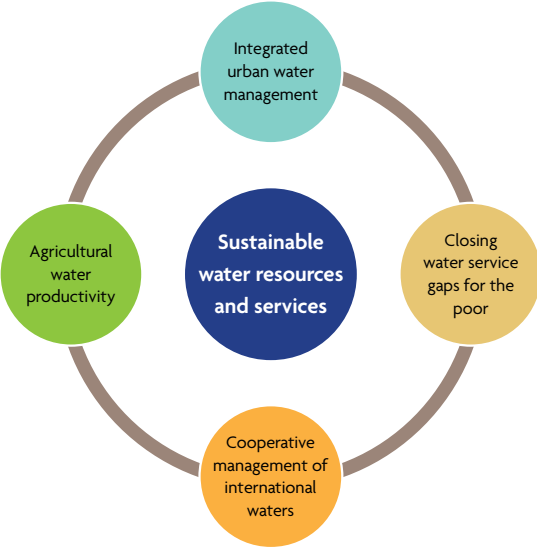 Integrated
urban water
management
Agricultural
water
productivity
Sustainable
water resources
and services
Closing
water service
gaps for the
poor
Cooperative
management of
international
waters